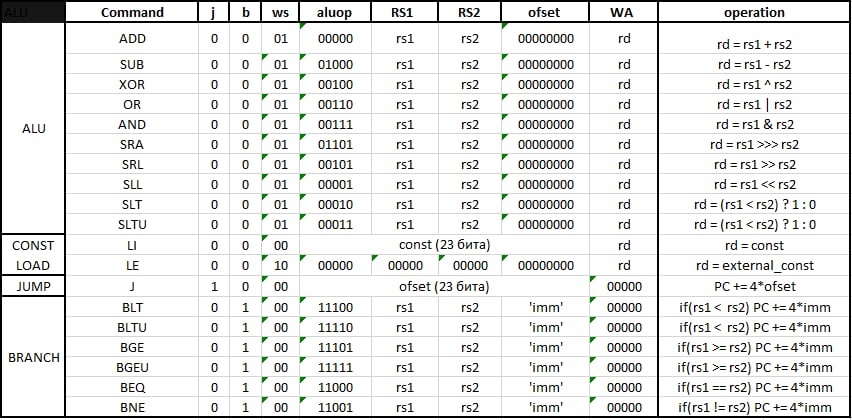 ALU Command j b ws aluop RS1 RS2 ofset WA operation
ADD 0 0 01 00000 rs1 rs2 00000000 rd rd = rs1 + rs2
SUB 0 0 01 01000 rs1 rs2 00000000 rd rd = rs1 - rs2
XOR 0 0 01 00100 rs1 rs2 00000000 rd rd = rs1 ^ rs2
OR 0 0 01 00110 rs1 rs2 00000000 rd rd = rs1 | rs2
ALU AND 0 0 01 00111 rs1 rs2 00000000 rd rd = rs1 & rs2
SRA 0 0 01 01101 rs1 rs2 00000000 rd rd = rs1 >>> rs2
SRL 0 0 01 00101 rs1 rs2 00000000 rd rd = rs1 >> rs2
SLL 0 0 01 00001 rs1 rs2 00000000 rd rd = rs1 << rs2
SLT 0 0 01 00010 rs1 rs2 00000000 rd rd = (rs1 < rs2) ? 1 : 0
SLTU 0 0 01 00011 rs1 rs2 00000000 rd rd = (rs1 < rs2) ? 1 : 0
CONST LI 0 0 00 const (23 бита) rd rd = const
LOAD LE 0 0 10 00000 00000 00000 00000000 rd rd = external_const
JUMP J 1 0 00 ofset (23 бита) 00000 PC += 4*ofset
BLT 0 1 00 11100 rs1 rs2 'imm' 00000 if(rs1 < rs2) PC += 4*imm
BLTU 0 1 00 11110 rs1 rs2 'imm' 00000 if(rs1 < rs2) PC += 4*imm
BRANCH BGE 0 1 00 11101 rs1 rs2 'imm' 00000 if(rs1 >= rs2) PC += 4*imm
BGEU 0 1 00 11111 rs1 rs2 'imm' 00000 if(rs1 >= rs2) PC += 4*imm
BEQ 0 1 00 11000 rs1 rs2 'imm' 00000 if(rs1 == rs2) PC += 4*imm
BNE 0 1 00 11001 rs1 rs2 'imm' 00000 if(rs1 != rs2) PC += 4*imm